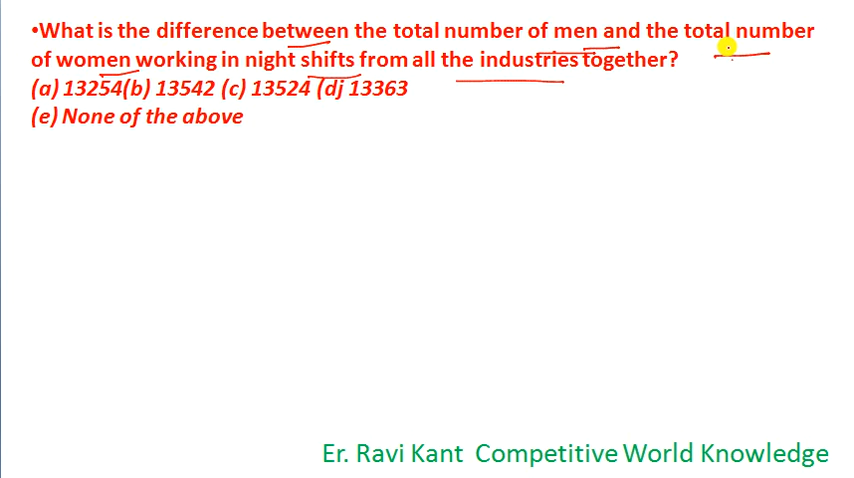 •What is the difference between the total number of men and the total number
of women working in night shifts from all the industries together?
(a) 13254(b) 13542 (c) 13524 (dj 13363
(e) None of the above
Er. Ravi Kant Competitive World Knowledge